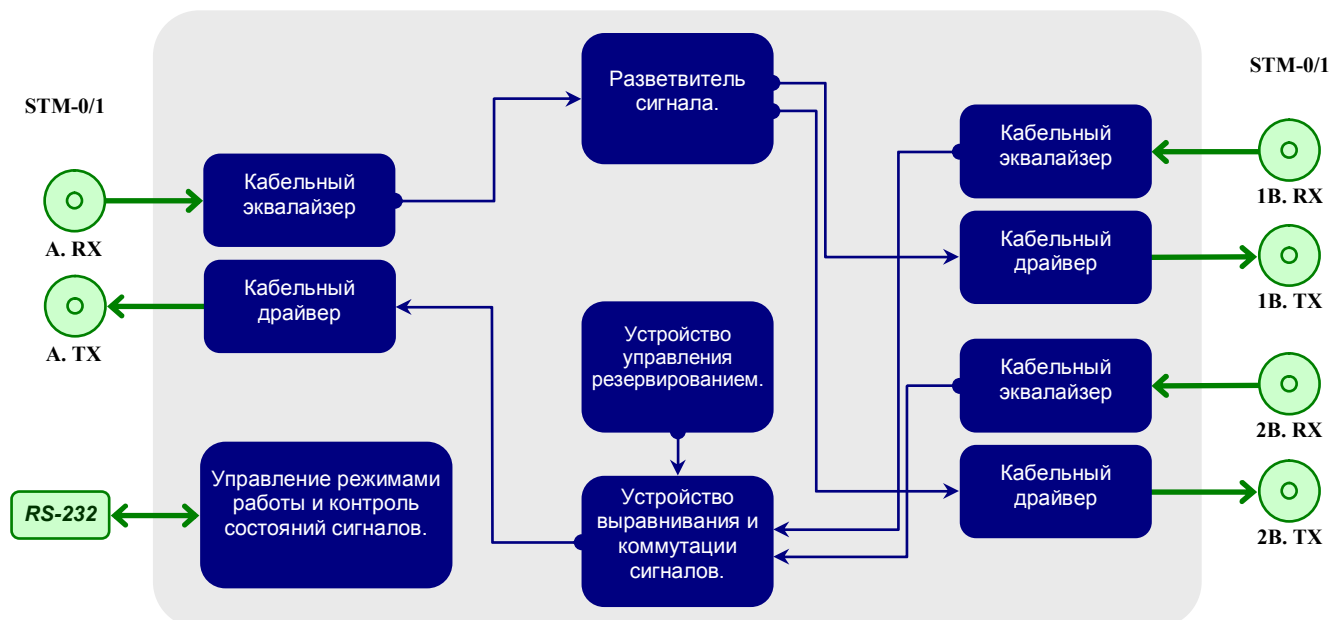 STM-0/1
A. RX
A. TX
RS-232
Кабельный
эквалайзер
Кабельный
драйвер
Управление режимами
работы и контроль
состояний сигналов.
Разветвитель
сигнала.
Устройство
управления
резервированием.
Устройство
выравнивания и
коммутации
сигналов.
Кабельный
эквалайзер
Кабельный
драйвер
Кабельный
эквалайзер
Кабельный
драйвер
STM-0/1
1B. RX
1B. TX
2B. RX
2B. TX